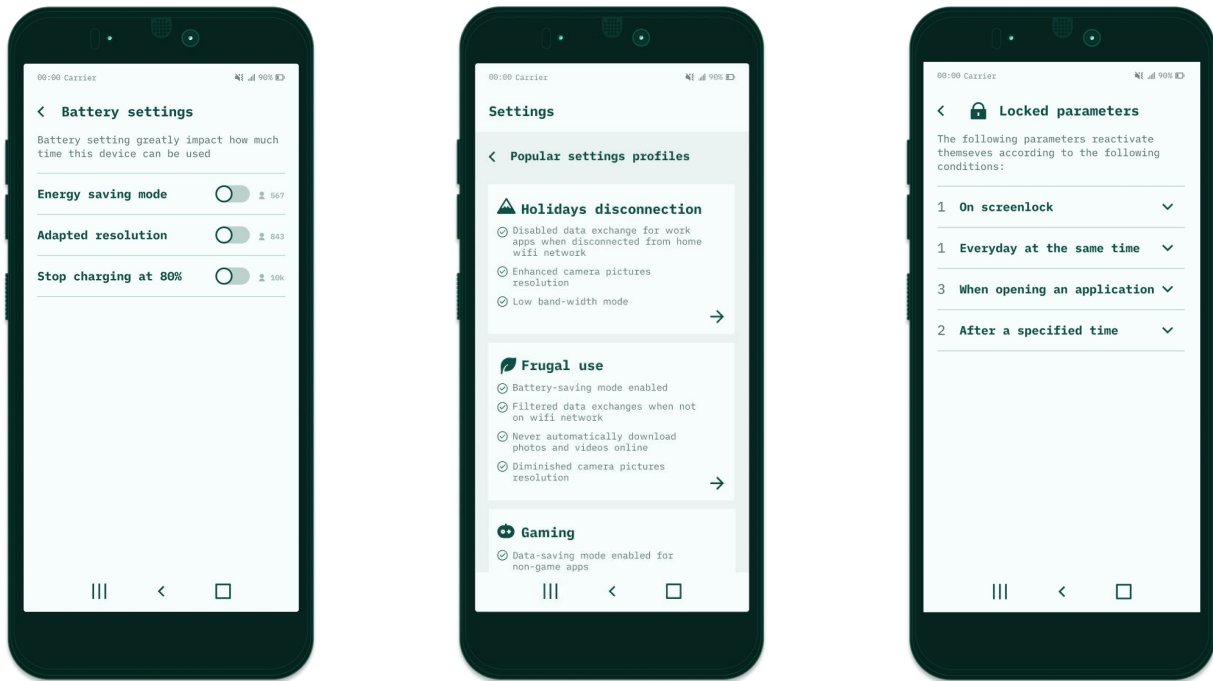 00:00 Carrier 90%
Battery settings
Battery setting greatly impact how much
time this device can be used
Energy saving mode 567
Adapted resolution 843
Stop charging at 80% 10k
00:00 Carrier 90%
Settings
Popular settings profiles
Holidays disconnection
Disabled data exchange for work
apps when disconnected from home
wifi network
Enhanced camera pictures
resolution
Low band-width mode
Frugal use
Battery-saving mode enabled
Filtered data exchanges when not
on wifi network
Never automatically download
photos and videos online
Diminished camera pictures
resolution
Gaming
Data-saving mode enabled for
non-game apps
00:00 Carrier 90%
Locked parameters
The following parameters reactivate
themseves according to the following
conditions:
1 On screenlock
1 Everyday at the same time
3 When opening an application
2 After a specified time